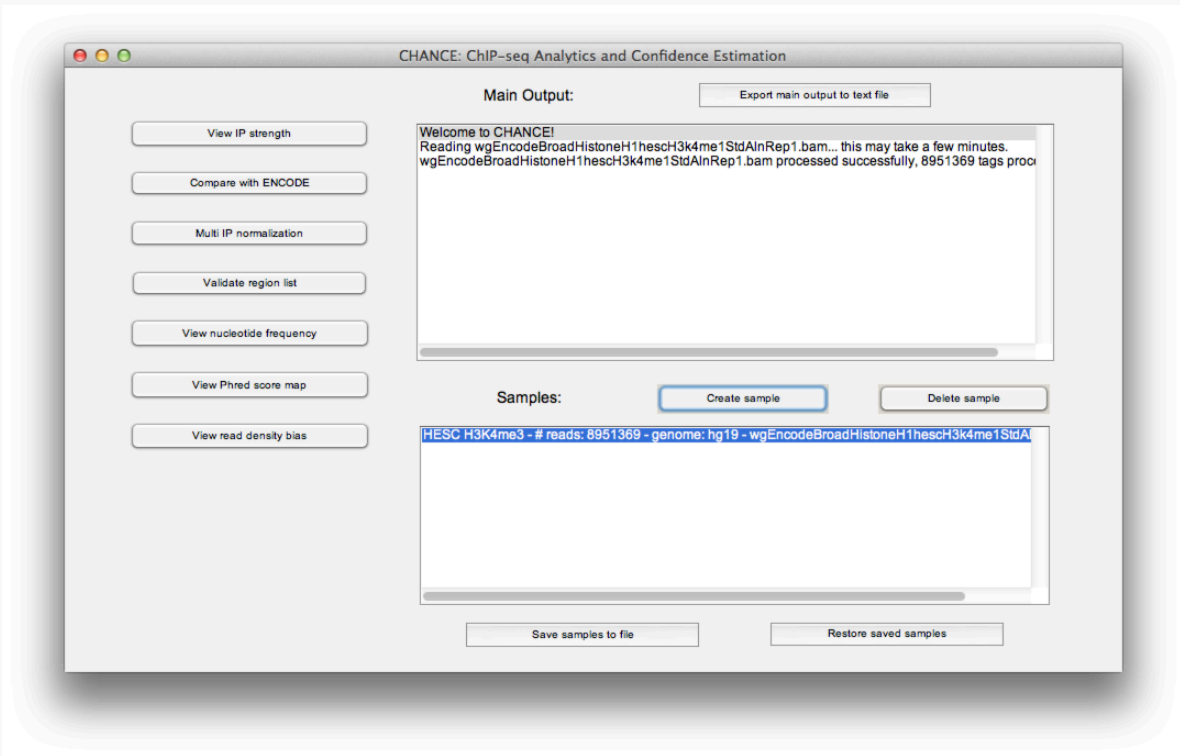 CHANCE: ChIP-seq Analytics and Confidence Estimation
Main Output:
Export main output to text file
View IP strength
Compare with ENCODE
Multi IP normalization
Validate region list
View nucleotide frequency
View Phred score map
View read density bias
Welcome to CHANCE!
Reading wgEncodeBroadHistoneH1hescH3k4me1StdAlnRep1.bam... this may take a few minutes.
wgEncodeBroadHistoneH1hescH3k4me1StdAlnRep1.bam processed successfully, 8951369 tags proc
Samples:
Create sample
Delete sample
HESC H3K4me3 - # reads: 8951369 - genome: hg19 - wgEncodeBroadHistoneH1hescH3k4me1StdAl
Save samples to file
Restore saved samples